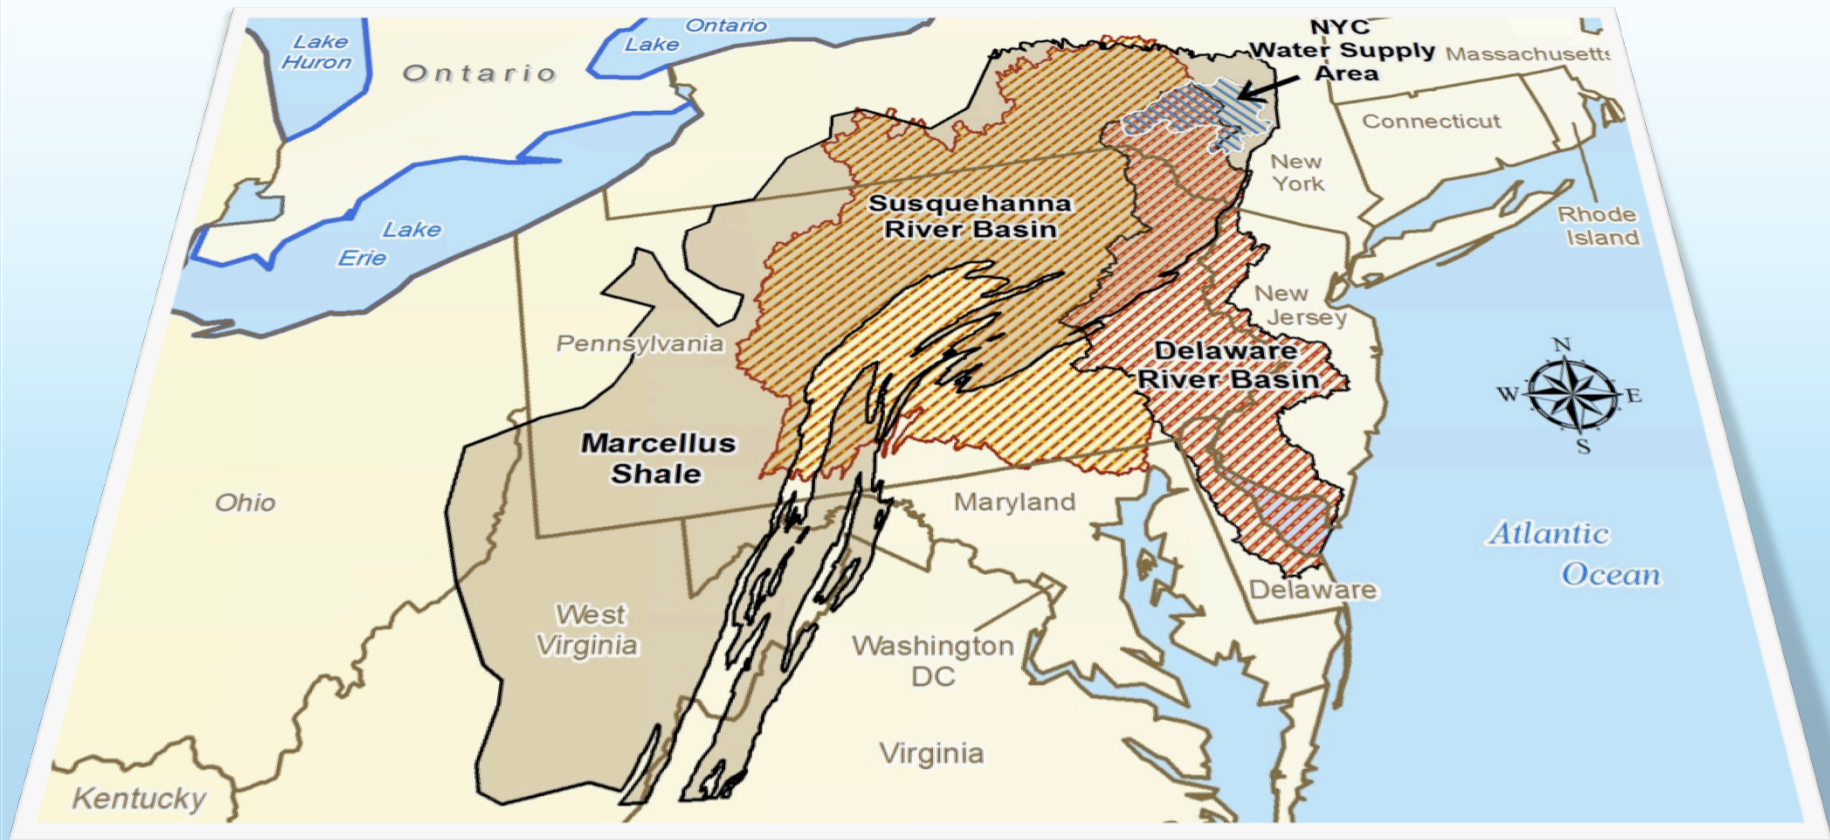 Lake
Huron
Ontario
Lake
Ontario
NYC
Water Supply
Area
Massachusetts
Connecticut
New
York
Rhode
Island
Lake
Erie
Susquehanna
River Basin
New
Jersey
Pennsylvania
Delaware
River Basin
N
W
E
S
Marcellus
Shale
Ohio
Maryland
Atlantic
Ocean
Delaware
West
Virginia
Washington
DC
Virginia
Kentucky